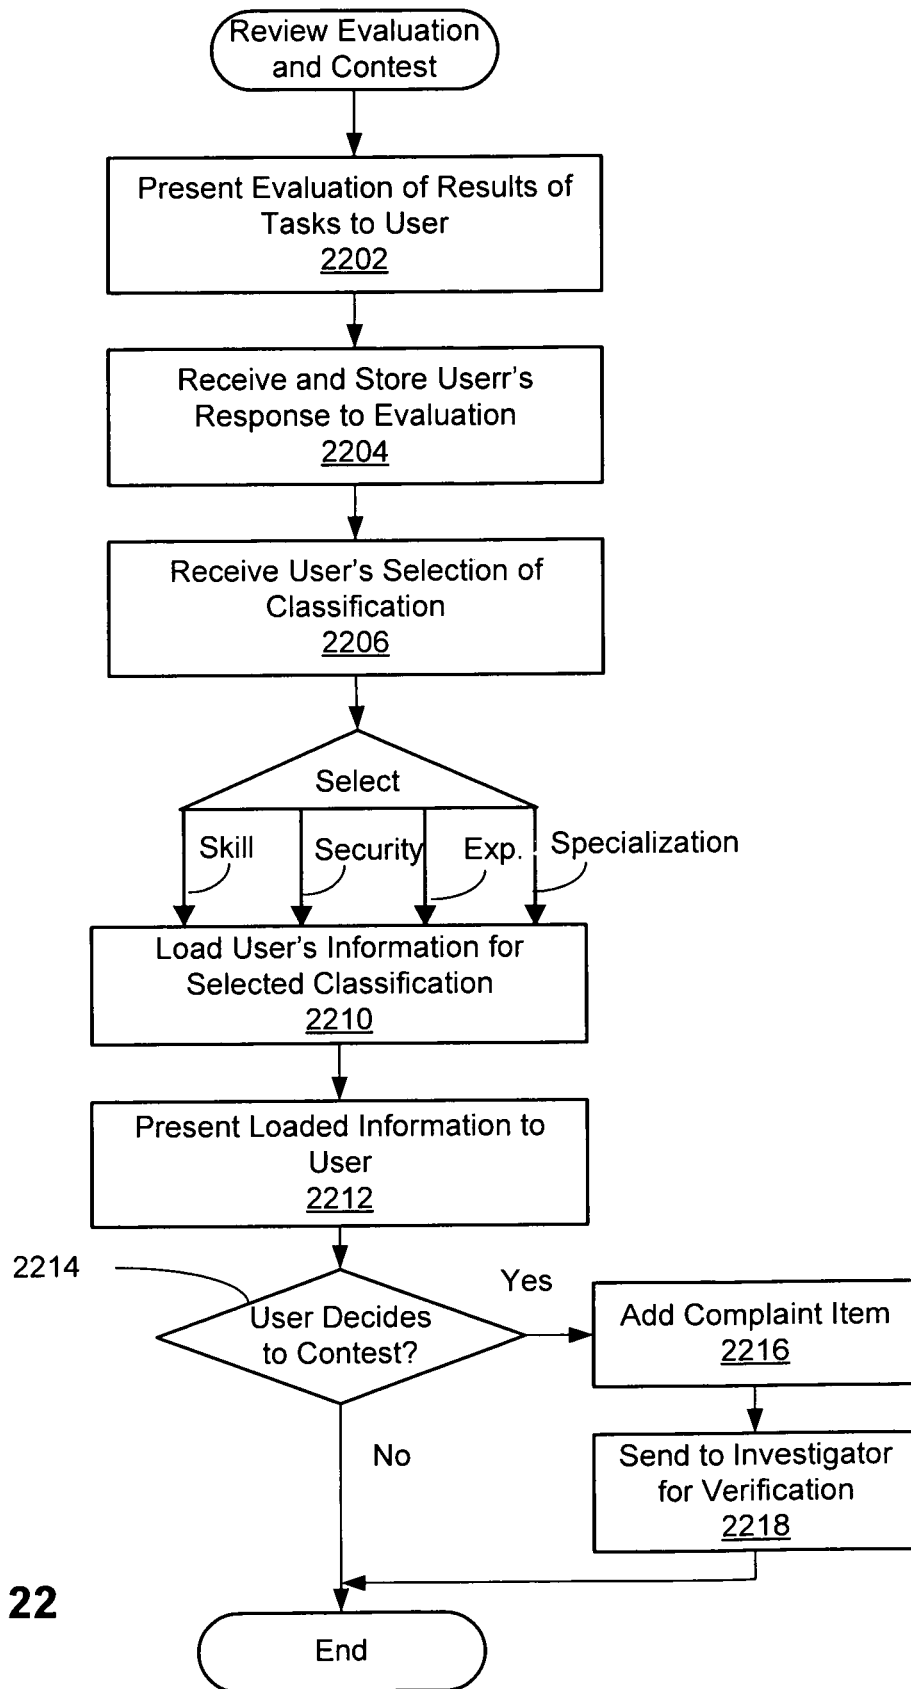 Review Evaluation
and Contest
Present Evaluation of Results of
Tasks to User
2202
Receive and Store Userr's
Response to Evaluation
2204
Receive User's Selection of
Classification
2206
Select
Skill
Security
Exp.
Specialization
Load User's Information for
Selected Classification
2210
Present Loaded Information to
User
2212
2214
User Decides
to Contest?
Yes
Add Complaint Item
2216
No
Send to Investigator
for Verification
2218
22
End